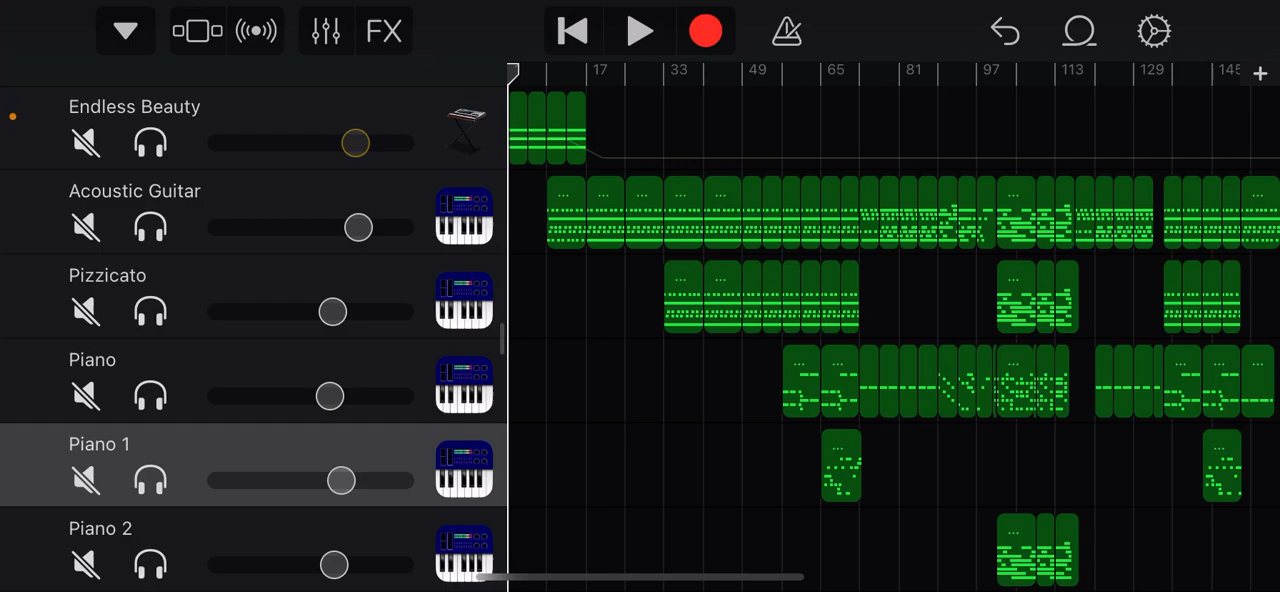 FX
17 33 49 65 81 97 113 129 145
Endless Beauty
Acoustic Guitar
Pizzicato
Piano
Piano 1
Piano 2